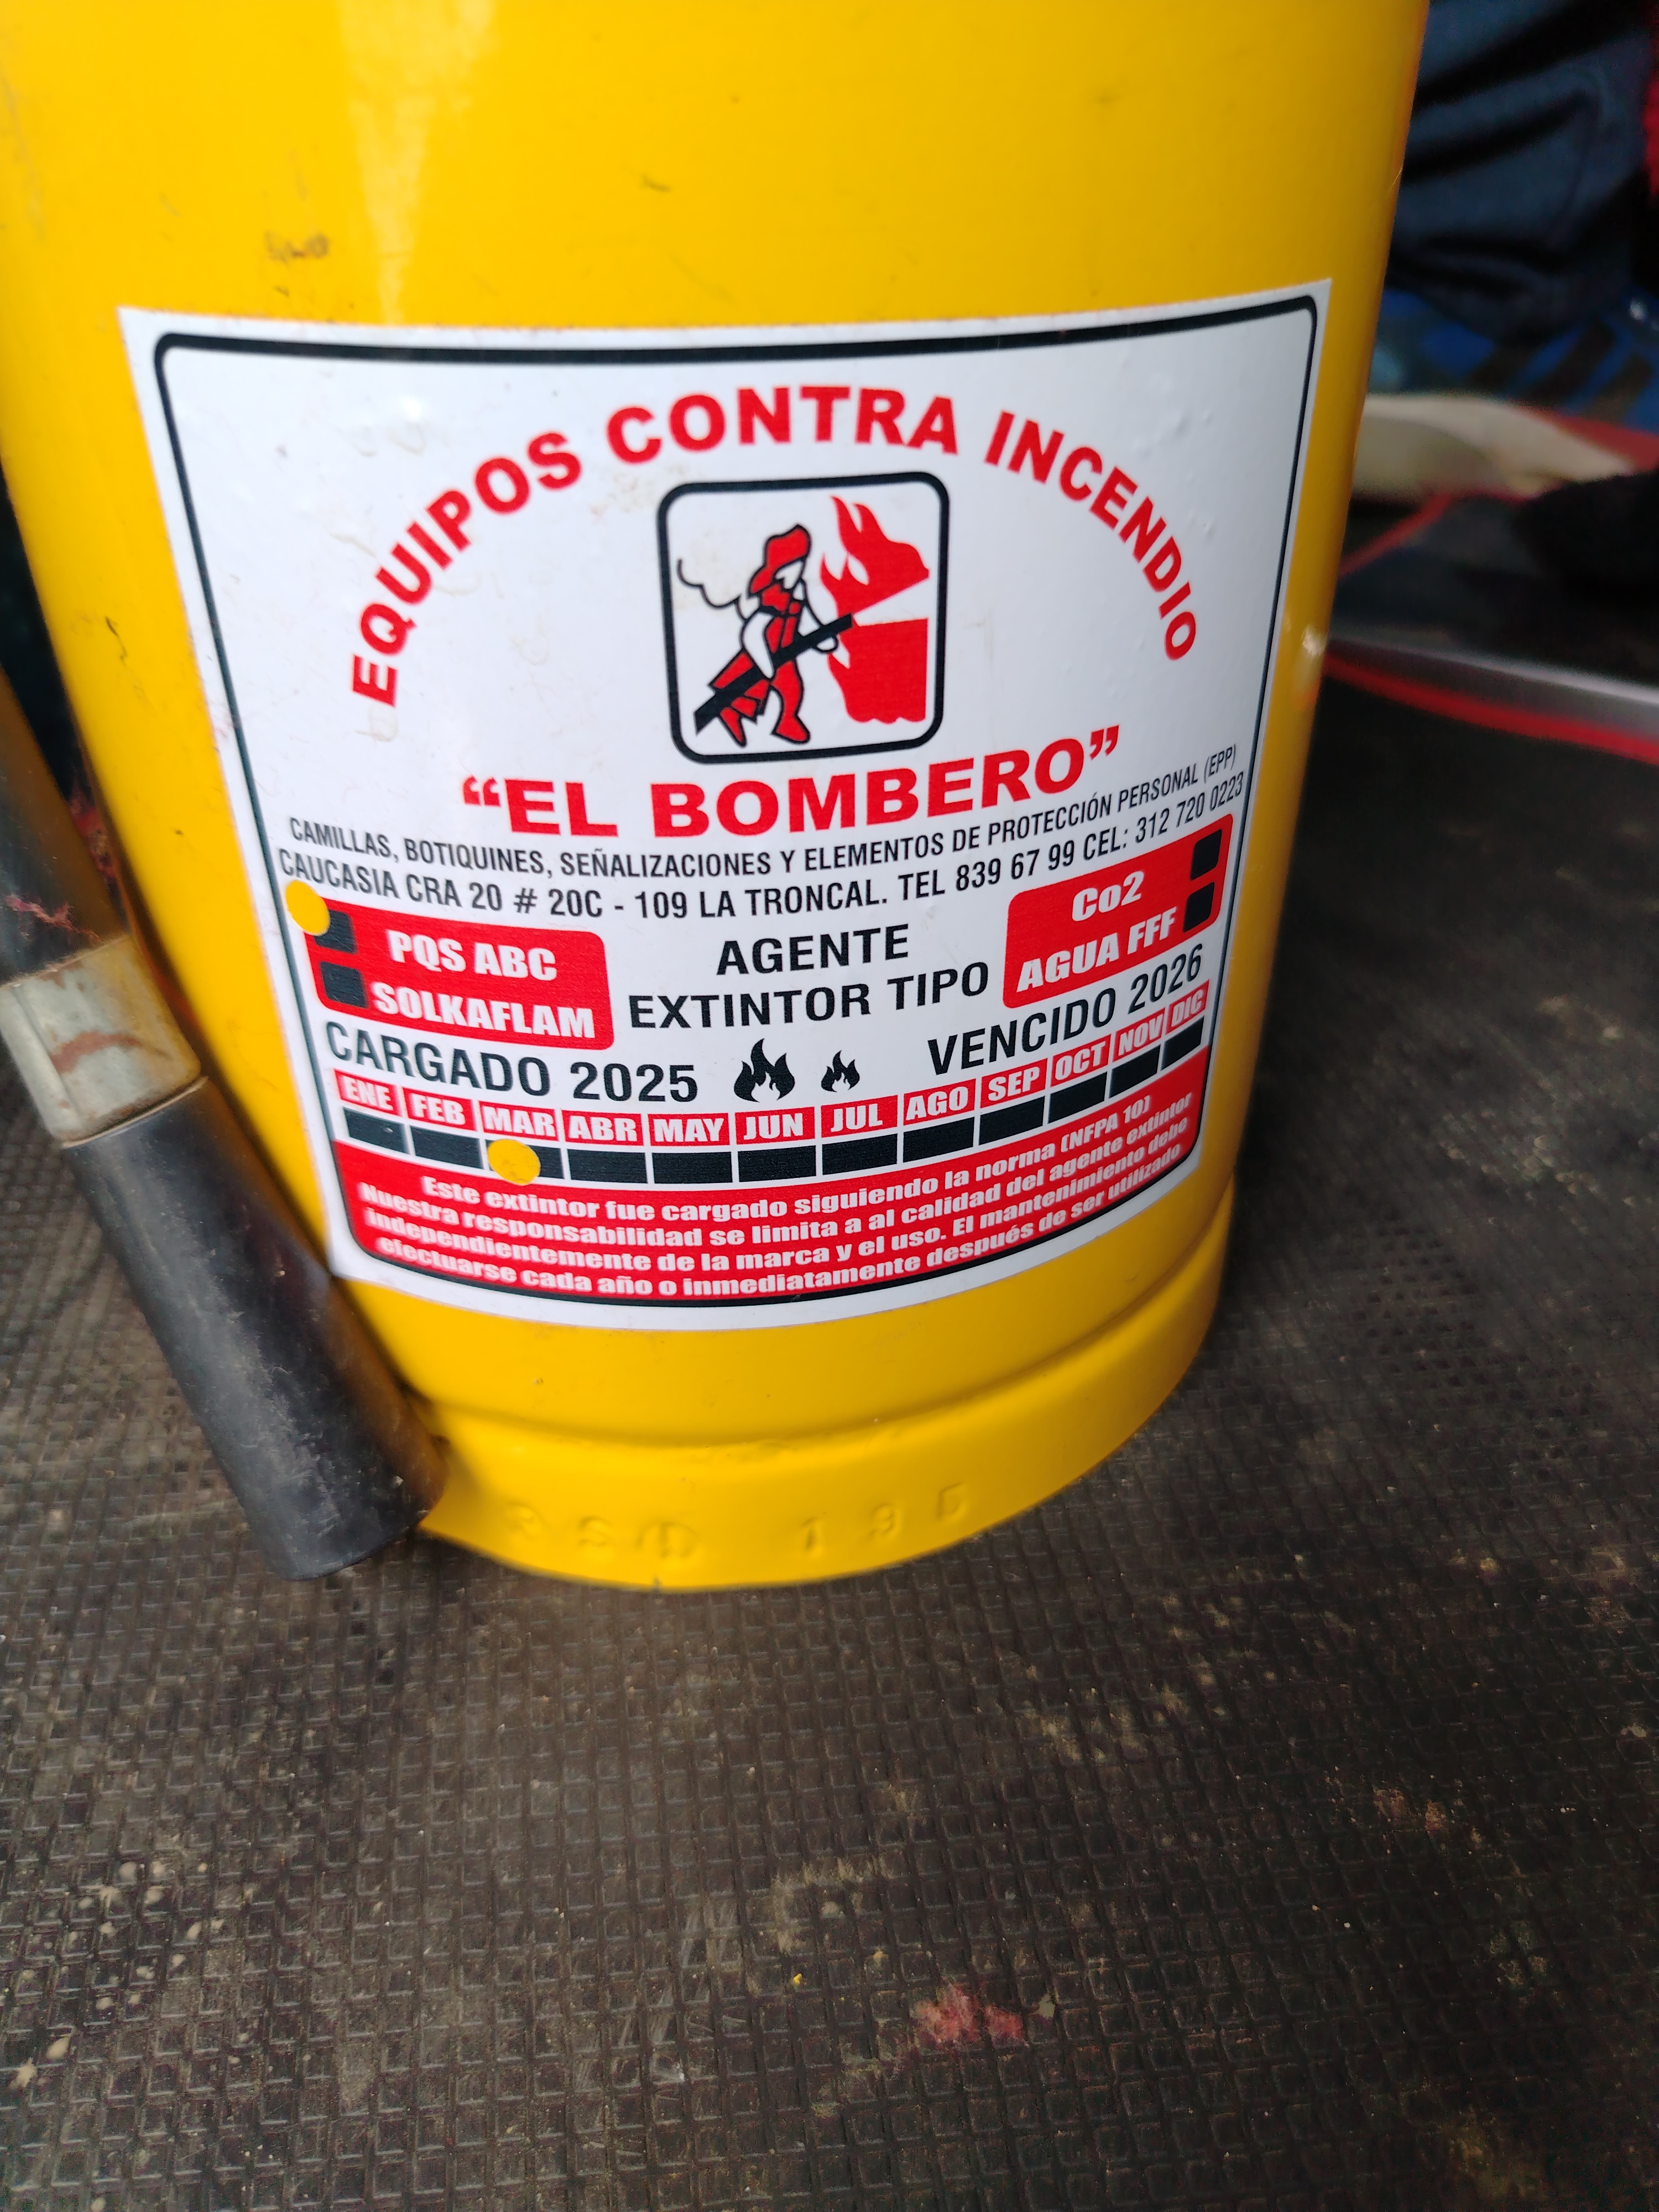 EQUIPOS CONTRA INCENDIO
“EL BOMBERO”
CAMILLAS, BOTIQUINES, SEÑALIZACIONES Y ELEMENTOS DE PROTECCIÓN PERSONAL (EPP)
CAUCASIA CRA 20 # 20C - 109 LA TRONCAL. TEL 839 67 99 CEL: 312 720 0223
PQS ABC
SOLKAFLAM
AGENTE
EXTINTOR TIPO
Co2
AGUA FFF
CARGADO 2025
VENCIDO 2026
ENE FEB MAR ABR MAY JUN JUL AGO SEP OCT NOV DIC
Este extintor fue cargado siguiendo la norma (NFPA 10)
Nuestra responsabilidad se limita a al calidad del agente extintor
independientemente de la marca y el uso. El mantenimiento debe
efectuarse cada año o inmediatamente después de ser utilizado
195